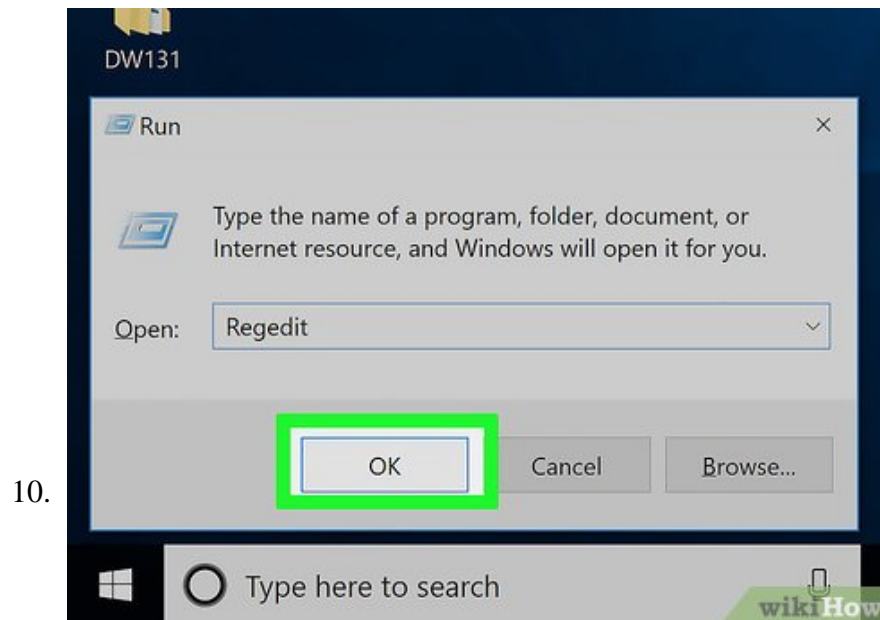 DW131
Run
Type the name of a program, folder, document, or
Internet resource, and Windows will open it for you.
Open:
Regedit
OK
Cancel
Browse...
10.
Type here to search
wikiHow